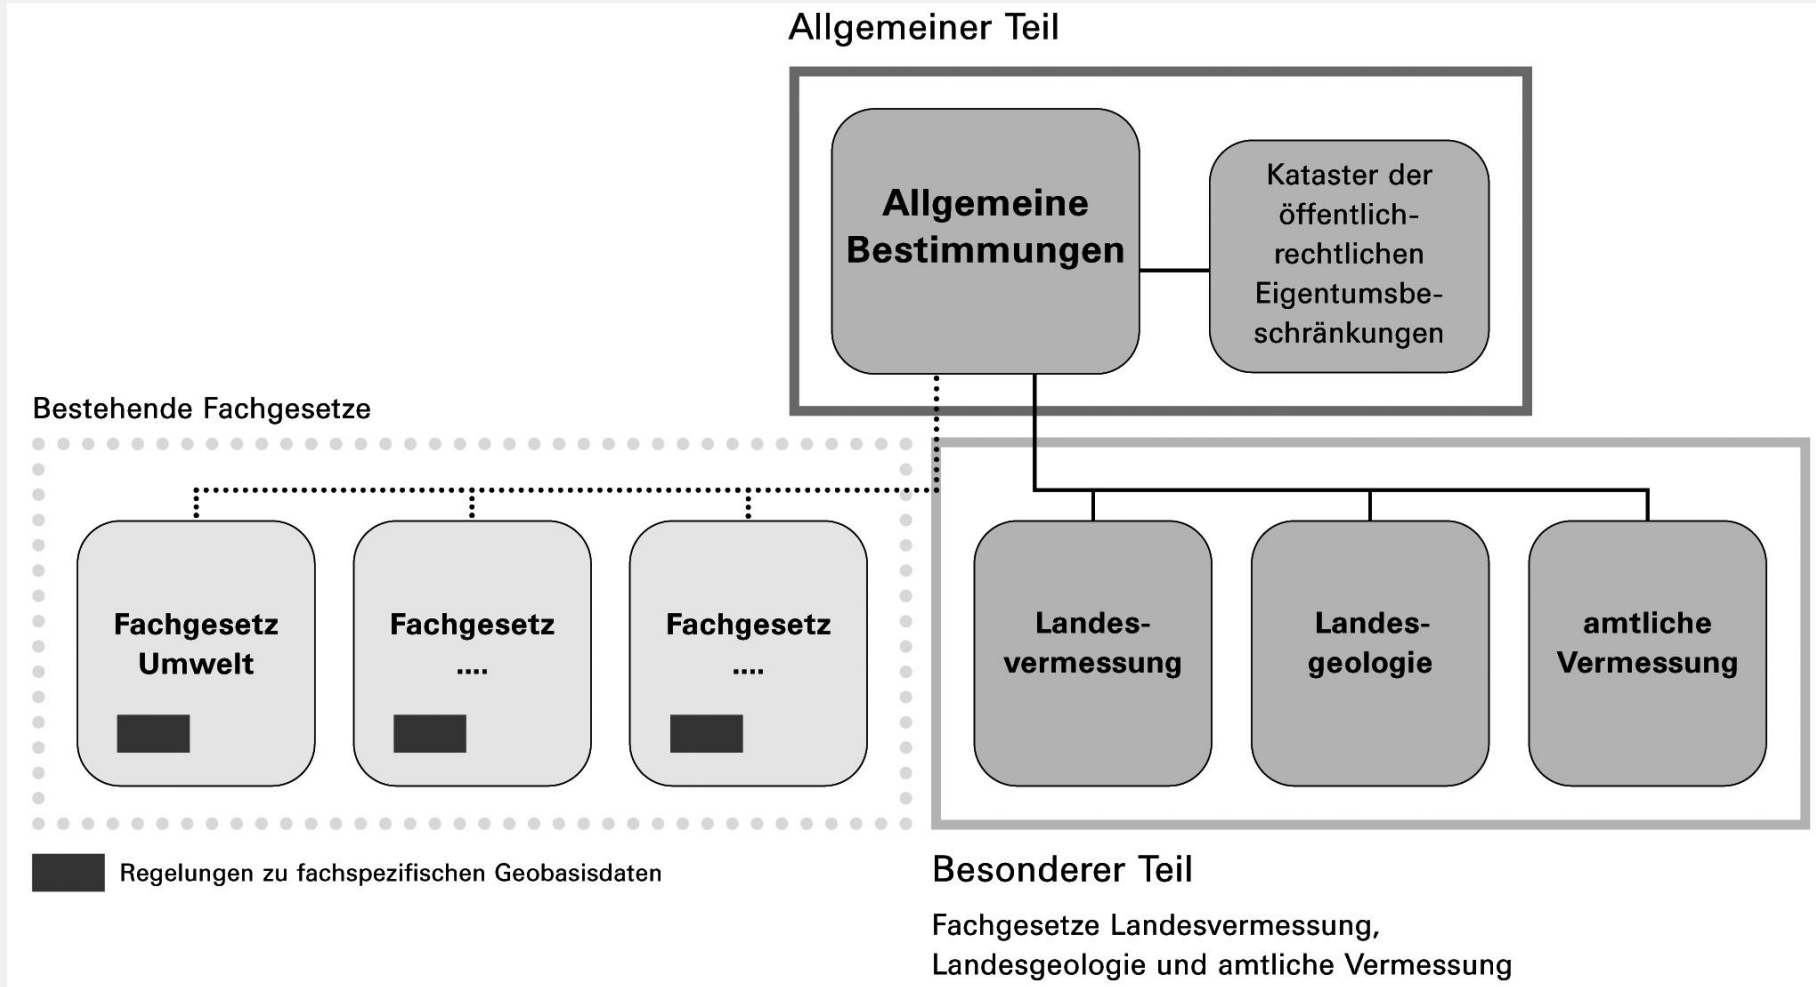 Allgemeiner Teil
Allgemeine
Bestimmungen
Kataster der
öffentlich-
rechtlichen
Eigentumsbe-
schränkungen
Bestehende Fachgesetze
Fachgesetz
Umwelt
Fachgesetz
....
Fachgesetz
....
Landes-
vermessung
Landes-
geologie
amtliche
Vermessung
Regelungen zu fachspezifischen Geobasisdaten
Besonderer Teil
Fachgesetze Landesvermessung,
Landesgeologie und amtliche Vermessung